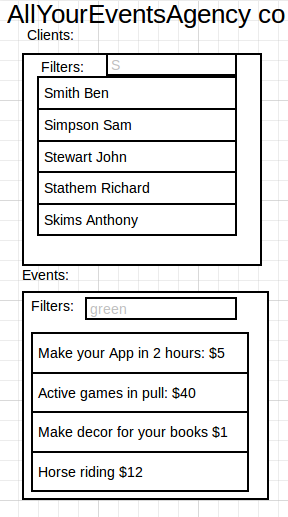 AllYourEventsAgency co
Clients:
Filters: S
Smith Ben
Simpson Sam
Stewart John
Stathem Richard
Skims Anthony
Events:
Filters: green
Make your App in 2 hours: $5
Active games in pull: $40
Make decor for your books $1
Horse riding $12